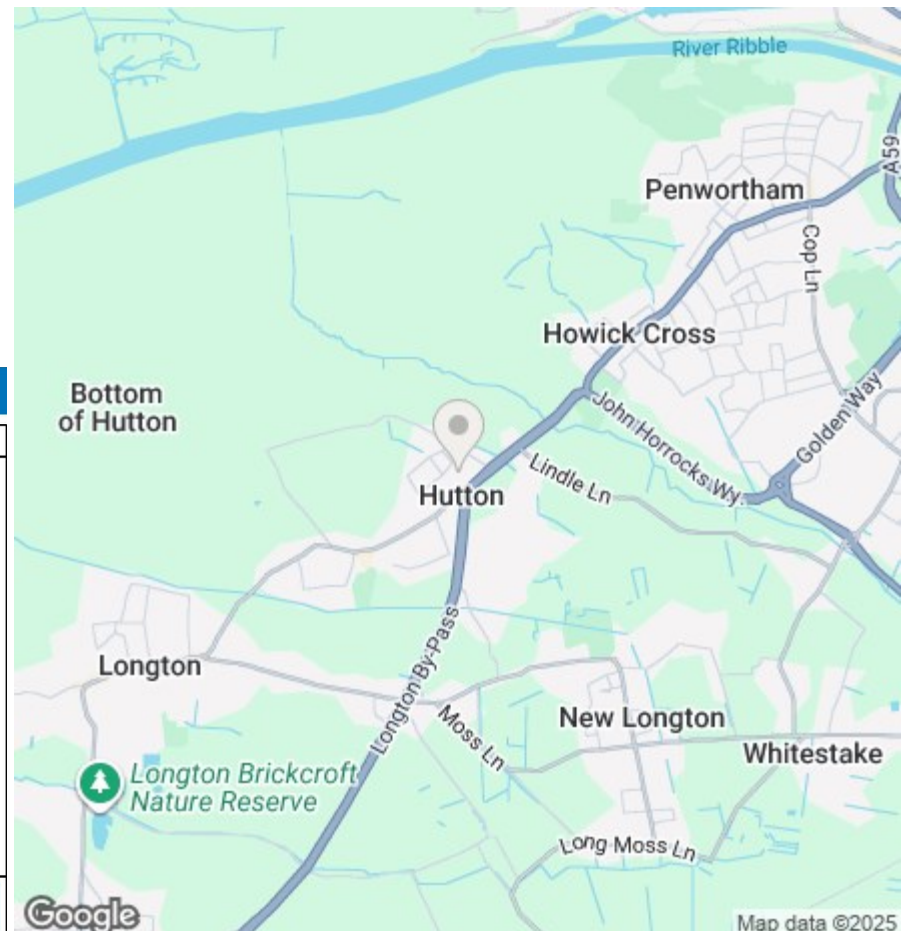 River Ribble
A59
Penwortham
Cop Ln
Howick Cross
Bottom
of Hutton
John Horrocks Wy.
Golden Way
Lindle Ln
Hutton
Longton By-Pass
Longton
Moss Ln
New Longton
Whitestake
Longton Brickcroft
Nature Reserve
Long Moss Ln
Google
Map data ©2025